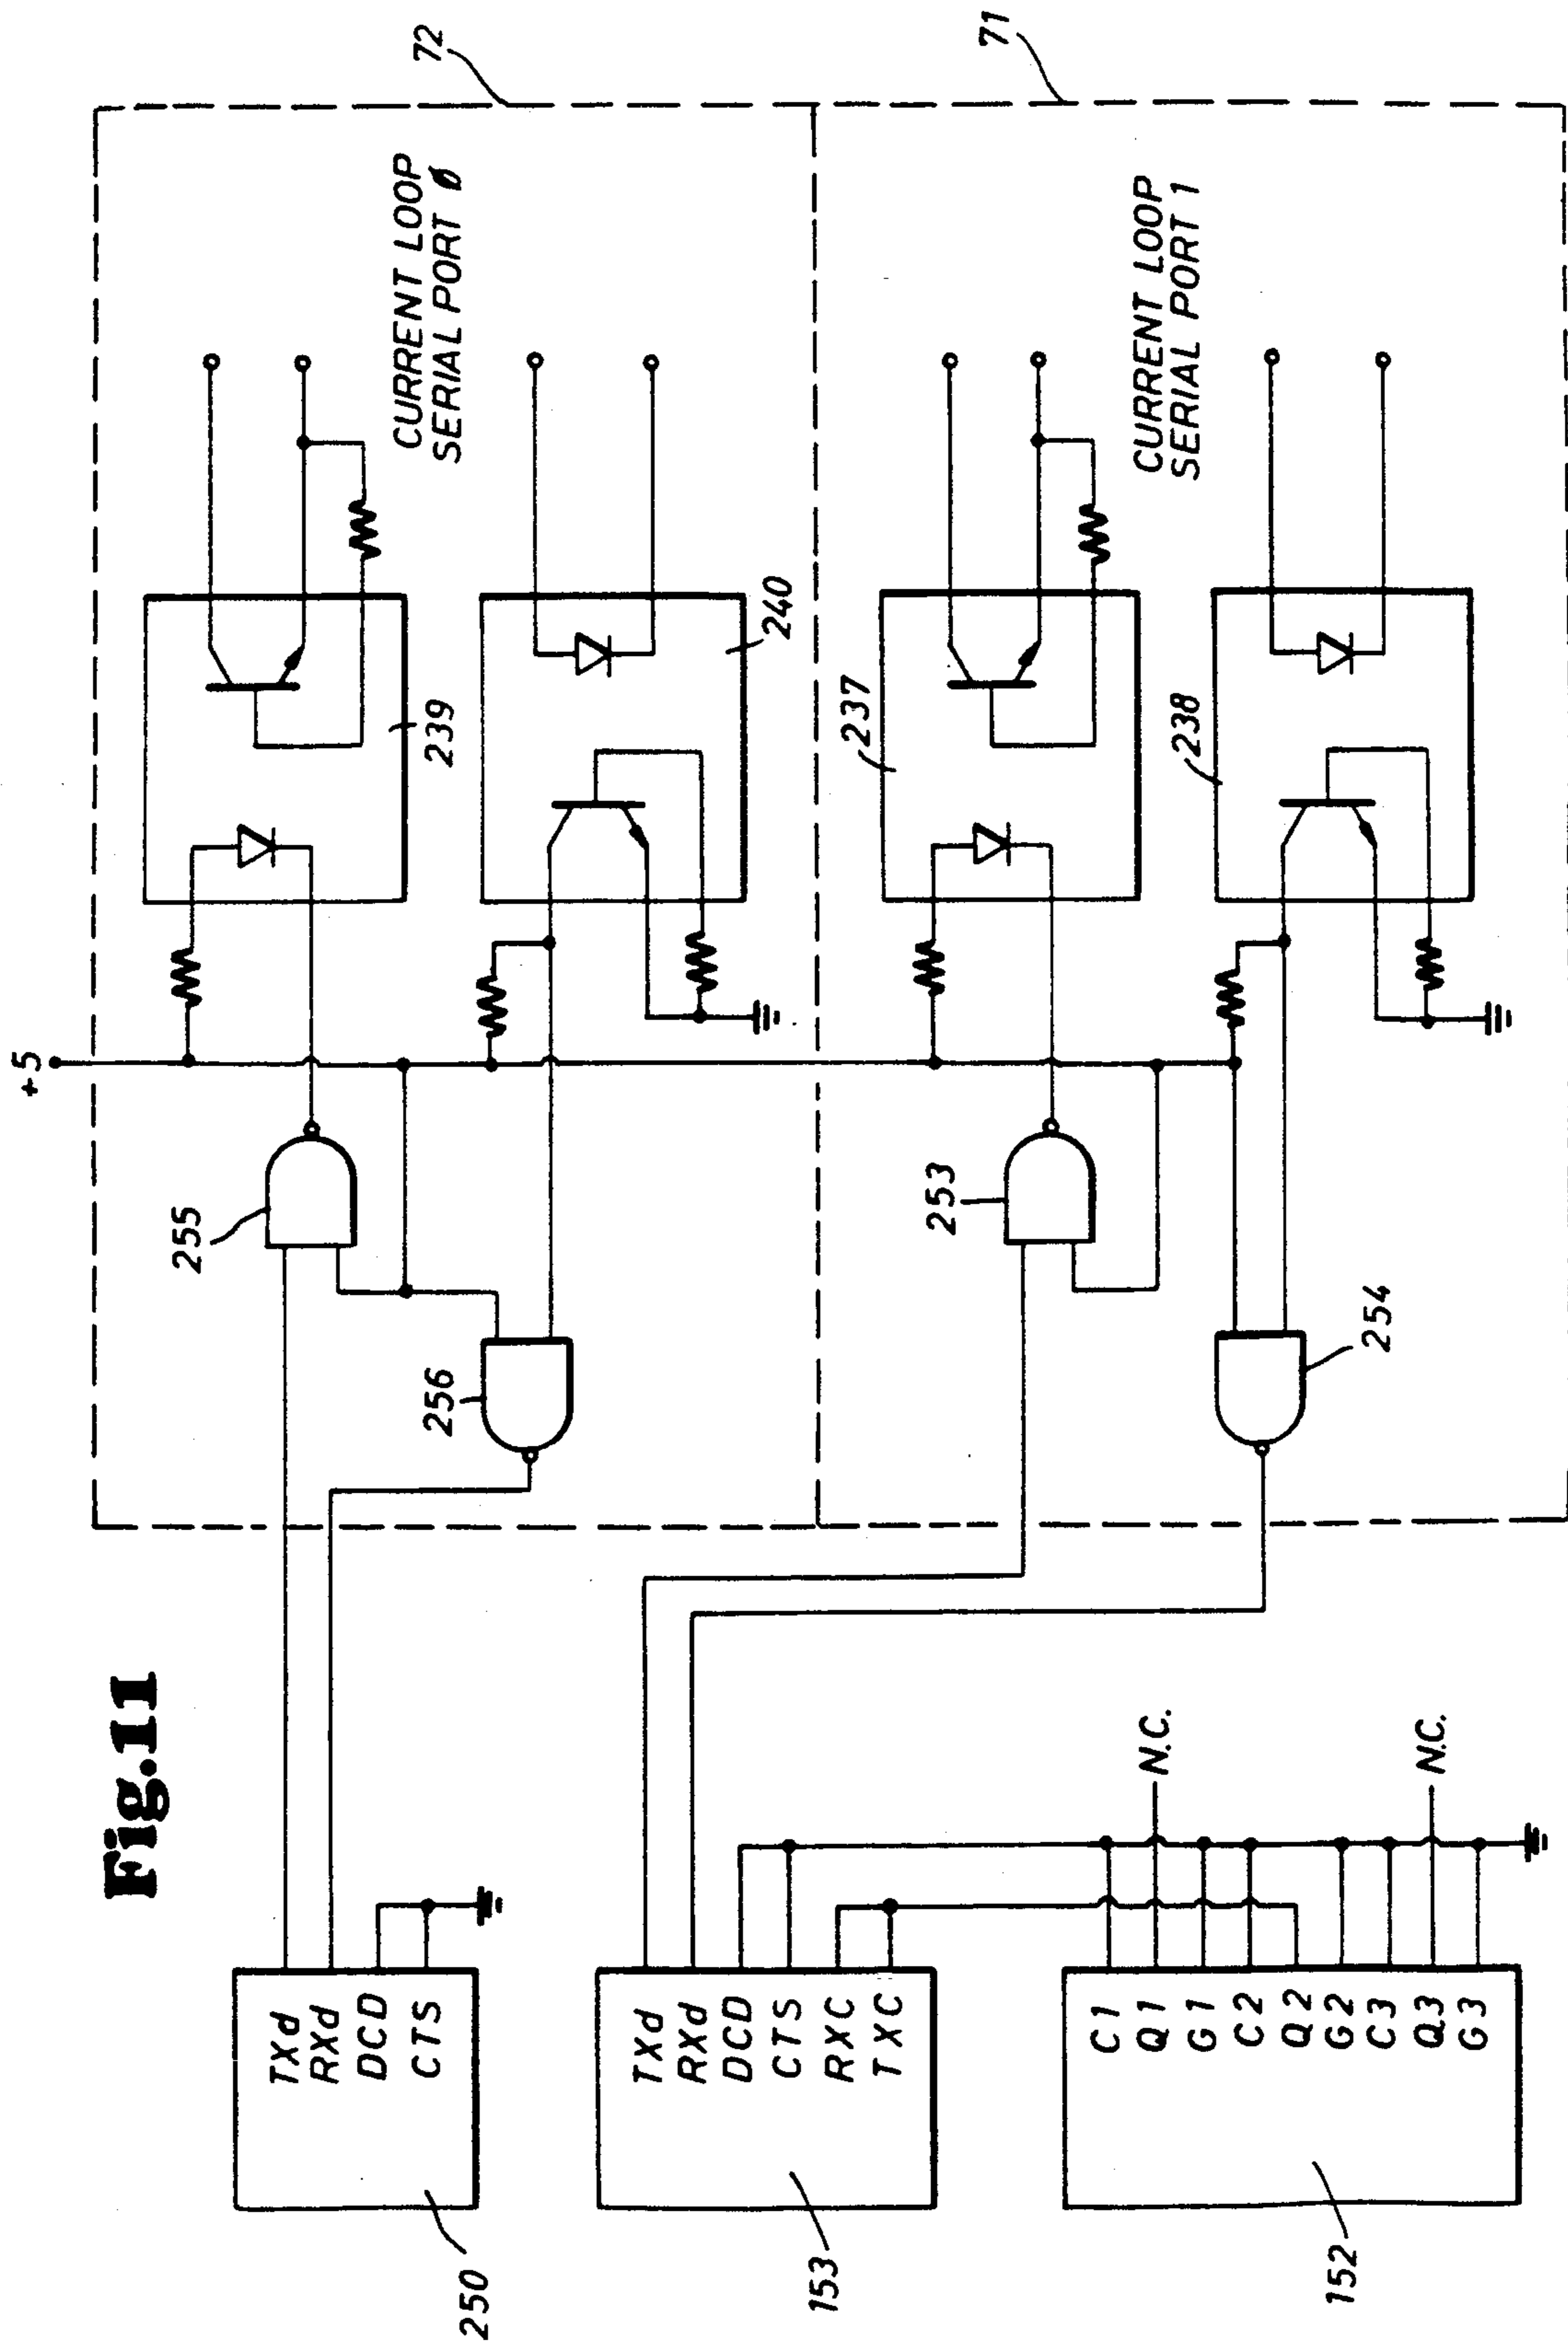 Fig.11
+5
72
71
CURRENT LOOP
SERIAL PORT Ø
CURRENT LOOP
SERIAL PORT 1
255
239
256
240
253
237
254
238
250
TXd
RXd
DCD
CTS
153
TXd
RXd
DCD
CTS
RXC
TXC
152
C1
Q1
G1
C2
Q2
G2
C3
Q3
G3
N.C.
N.C.